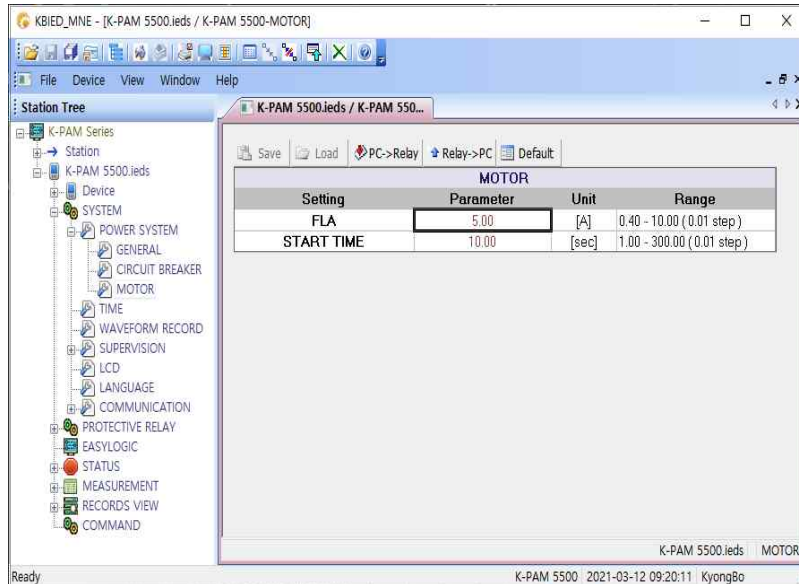 KBIED_MNE - [K-PAM 5500.ieds / K-PAM 5500-MOTOR]
File Device View Window Help
Station Tree
K-PAM 5500.ieds / K-PAM 550...
K-PAM Series
Station
K-PAM 5500.ieds
Device
SYSTEM
POWER SYSTEM
GENERAL
CIRCUIT BREAKER
MOTOR
TIME
WAVEFORM RECORD
SUPERVISION
LCD
LANGUAGE
COMMUNICATION
PROTECTIVE RELAY
EASYLOGIC
STATUS
MEASUREMENT
RECORDS VIEW
COMMAND
Save Load PC->Relay Relay->PC Default
MOTOR
Setting Parameter Unit Range
FLA 5.00 [A] 0.40 - 10.00 ( 0.01 step )
START TIME 10.00 [sec] 1.00 - 300.00 ( 0.01 step )
K-PAM 5500.ieds MOTOR
Ready K-PAM 5500 2021-03-12 09:20:11 KyongBo